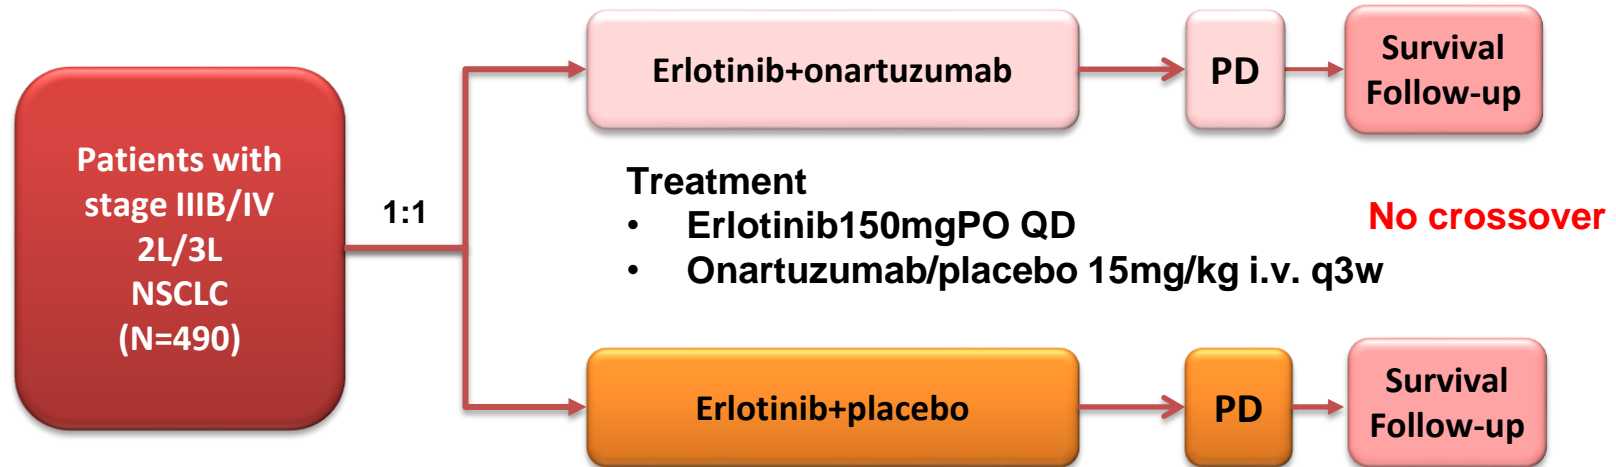 Patients with
stage IIIB/IV
2L/3L
NSCLC
(N=490)
1:1
Erlotinib+onartuzumab
PD
Survival
Follow-up
Treatment
• Erlotinib150mgPO QD
• Onartuzumab/placebo 15mg/kg i.v. q3w
No crossover
Erlotinib+placebo
PD
Survival
Follow-up